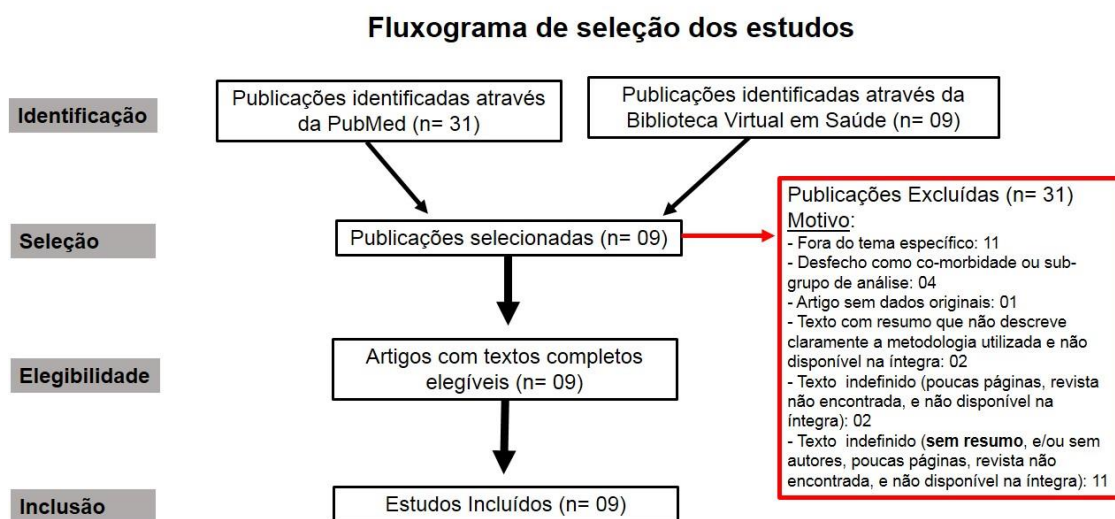 Fluxograma de seleção dos estudos
Identificação
Publicações identificadas através
da PubMed (n= 31)
Publicações identificadas através da
Biblioteca Virtual em Saúde (n= 09)
Seleção
Publicações selecionadas (n= 09)
Publicações Excluídas (n= 31)
Motivo:
- Fora do tema específico: 11
- Desfecho como co-morbidade ou sub-
grupo de análise: 04
- Artigo sem dados originais: 01
- Texto com resumo que não descreve
claramente a metodologia utilizada e não
disponível na íntegra: 02
- Texto indefinido (poucas páginas, revista
não encontrada, e não disponível na
íntegra): 02
- Texto indefinido (sem resumo, e/ou sem
autores, poucas páginas, revista não
encontrada, e não disponível na íntegra): 11
Elegibilidade
Artigos com textos completos
elegíveis (n= 09)
Inclusão
Estudos Incluídos (n= 09)